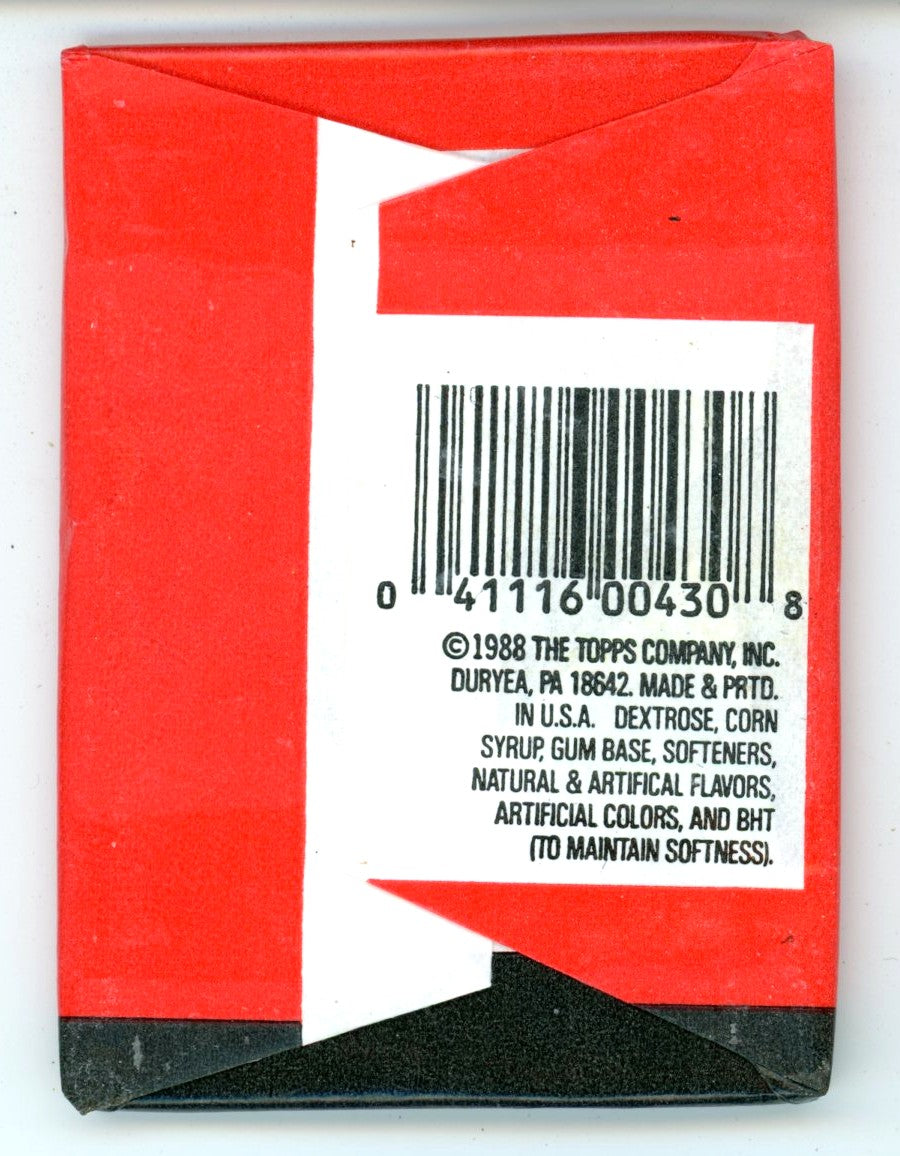 0 41116 00430 8
©1988 THE TOPPS COMPANY, INC.
DURYEA, PA 18642. MADE & PRTD.
IN U.S.A. DEXTROSE, CORN
SYRUP, GUM BASE, SOFTENERS,
NATURAL & ARTIFICAL FLAVORS,
ARTIFICIAL COLORS, AND BHT
(TO MAINTAIN SOFTNESS).